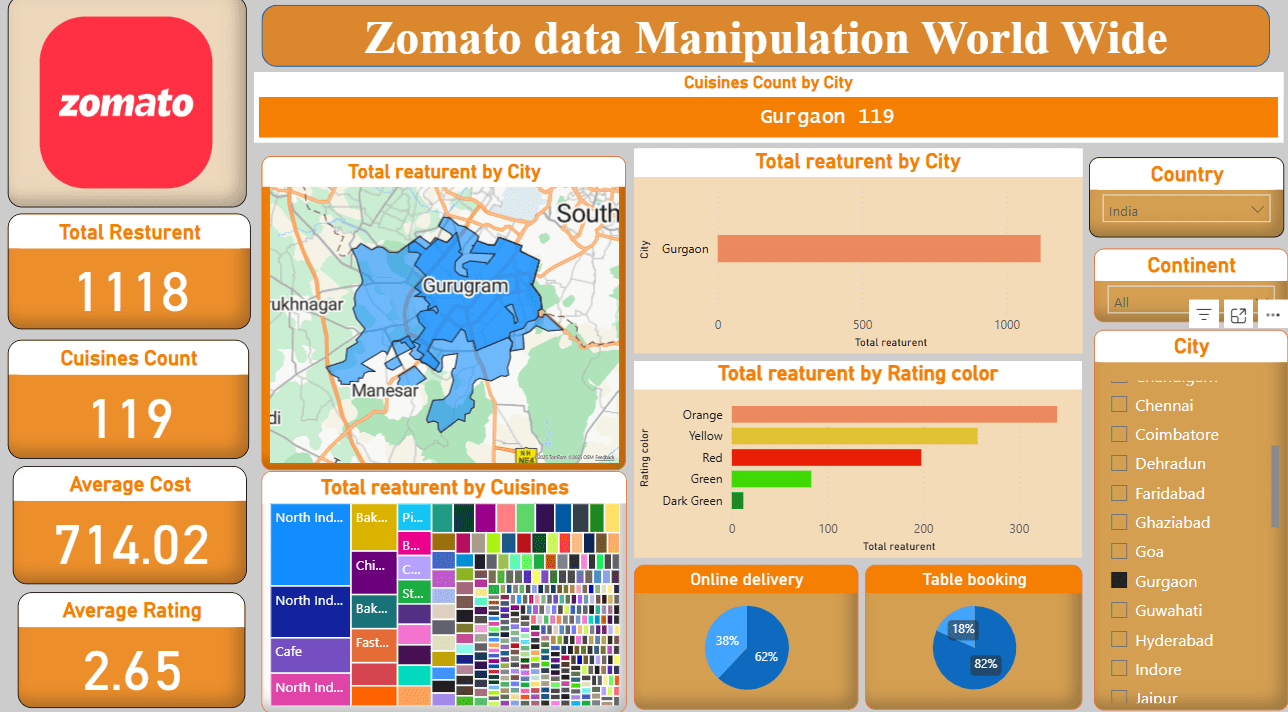 zomato
Zomato data Manipulation World Wide
Cuisines Count by City
Gurgaon 119
Total Resturent
1118
Cuisines Count
119
Average Cost
714.02
Average Rating
2.65
Total reaturent by City
South
Gurugram
rukhnagar
Manesar
di
NH
NE4
©2025 TomTom ©2025 OSM Feedback
Total reaturent by Cuisines
North Ind...
North Ind...
Cafe
North Ind...
Bak...
Chi...
Bak...
Fast...
Pi...
B...
C...
St...
Total reaturent by City
City
Gurgaon
0 500 1000
Total reaturent
Total reaturent by Rating color
Rating color
Orange
Yellow
Red
Green
Dark Green
0 100 200 300
Total reaturent
Online delivery
38%
62%
Table booking
18%
82%
Country
India
Continent
All
City
Chennai
Coimbatore
Dehradun
Faridabad
Ghaziabad
Goa
Gurgaon
Guwahati
Hyderabad
Indore
Jaipur